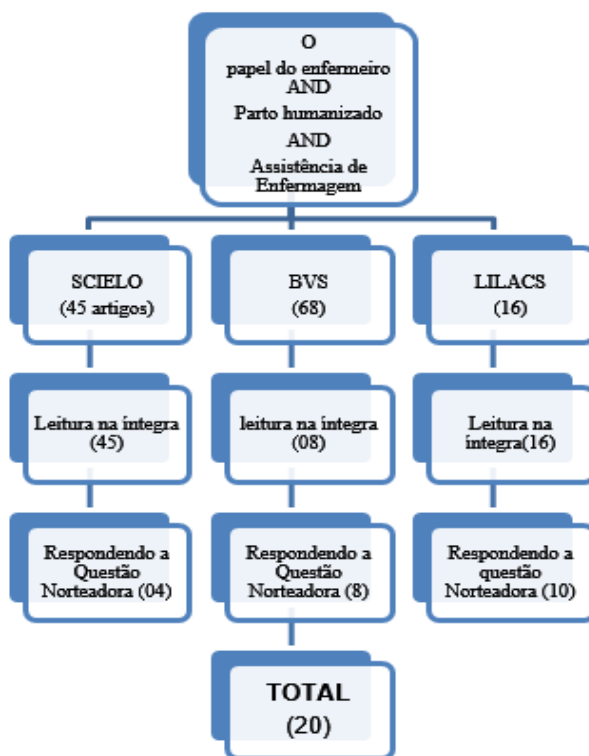 O
papel do enfermeiro
AND
Parto humanizado
AND
Assistência de
Enfermagem
SCIELO
(45 artigos)
BVS
(68)
LILACS
(16)
Leitura na íntegra
(45)
leitura na íntegra
(08)
Leitura na
íntegra(16)
Respondendo a
Questão
Norteadora (04)
Respondendo a
Questão
Norteadora (8)
Respondendo a
questão
Norteadora (10)
TOTAL
(20)